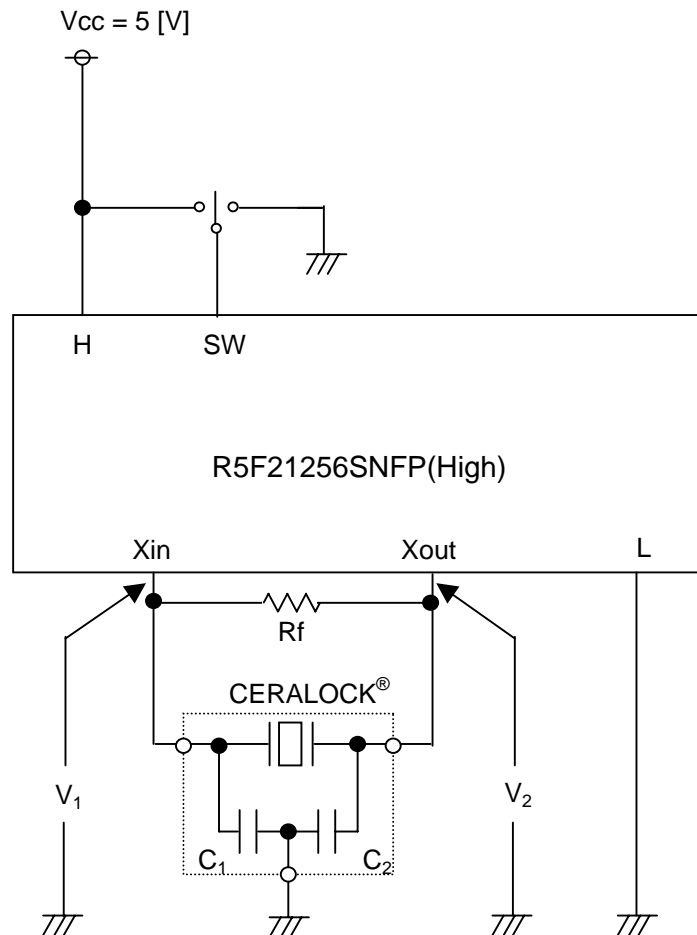 Vcc = 5 [V]
H SW
R5F21256SNFP(High)
Xin Xout L
Rf
CERALOCK®
V₁ V₂
C₁ C₂